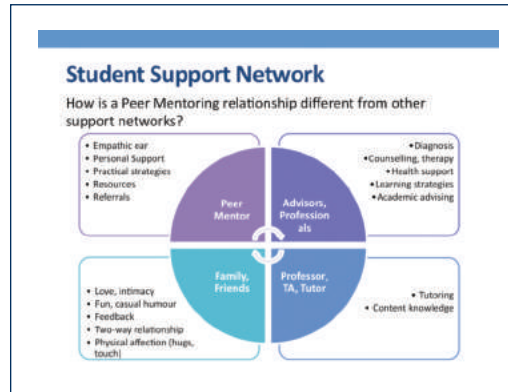 Student Support Network
How is a Peer Mentoring relationship different from other
support networks?
• Empathic ear
• Personal Support
• Practical strategies
• Resources
• Referrals
Peer
Mentor
Advisors,
Profession
als
•Diagnosis
•Counselling, therapy
•Health support
•Learning strategies
•Academic advising
• Love, intimacy
• Fun, casual humour
• Feedback
• Two-way relationship
• Physical affection (hugs,
touch)
Family,
Friends
Professor,
TA, Tutor
• Tutoring
• Content knowledge